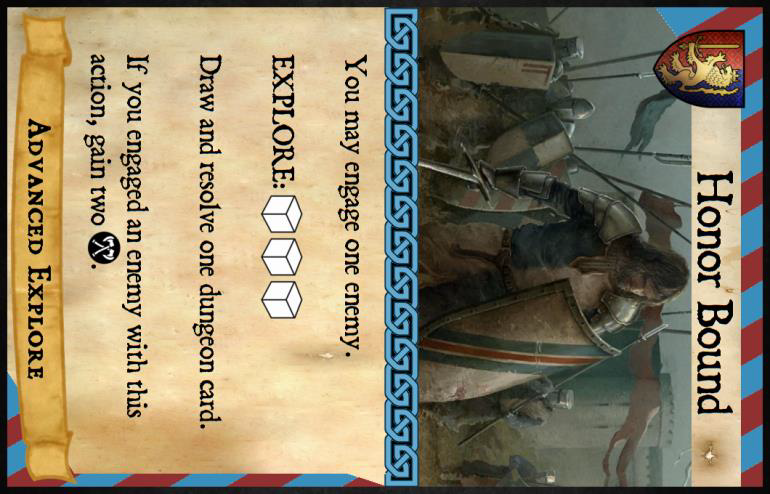 Honor Bound
You may engage one enemy.
EXPLORE:
Draw and resolve one dungeon card.
If you engaged an enemy with this
action, gain two .
ADVANCED EXPLORE